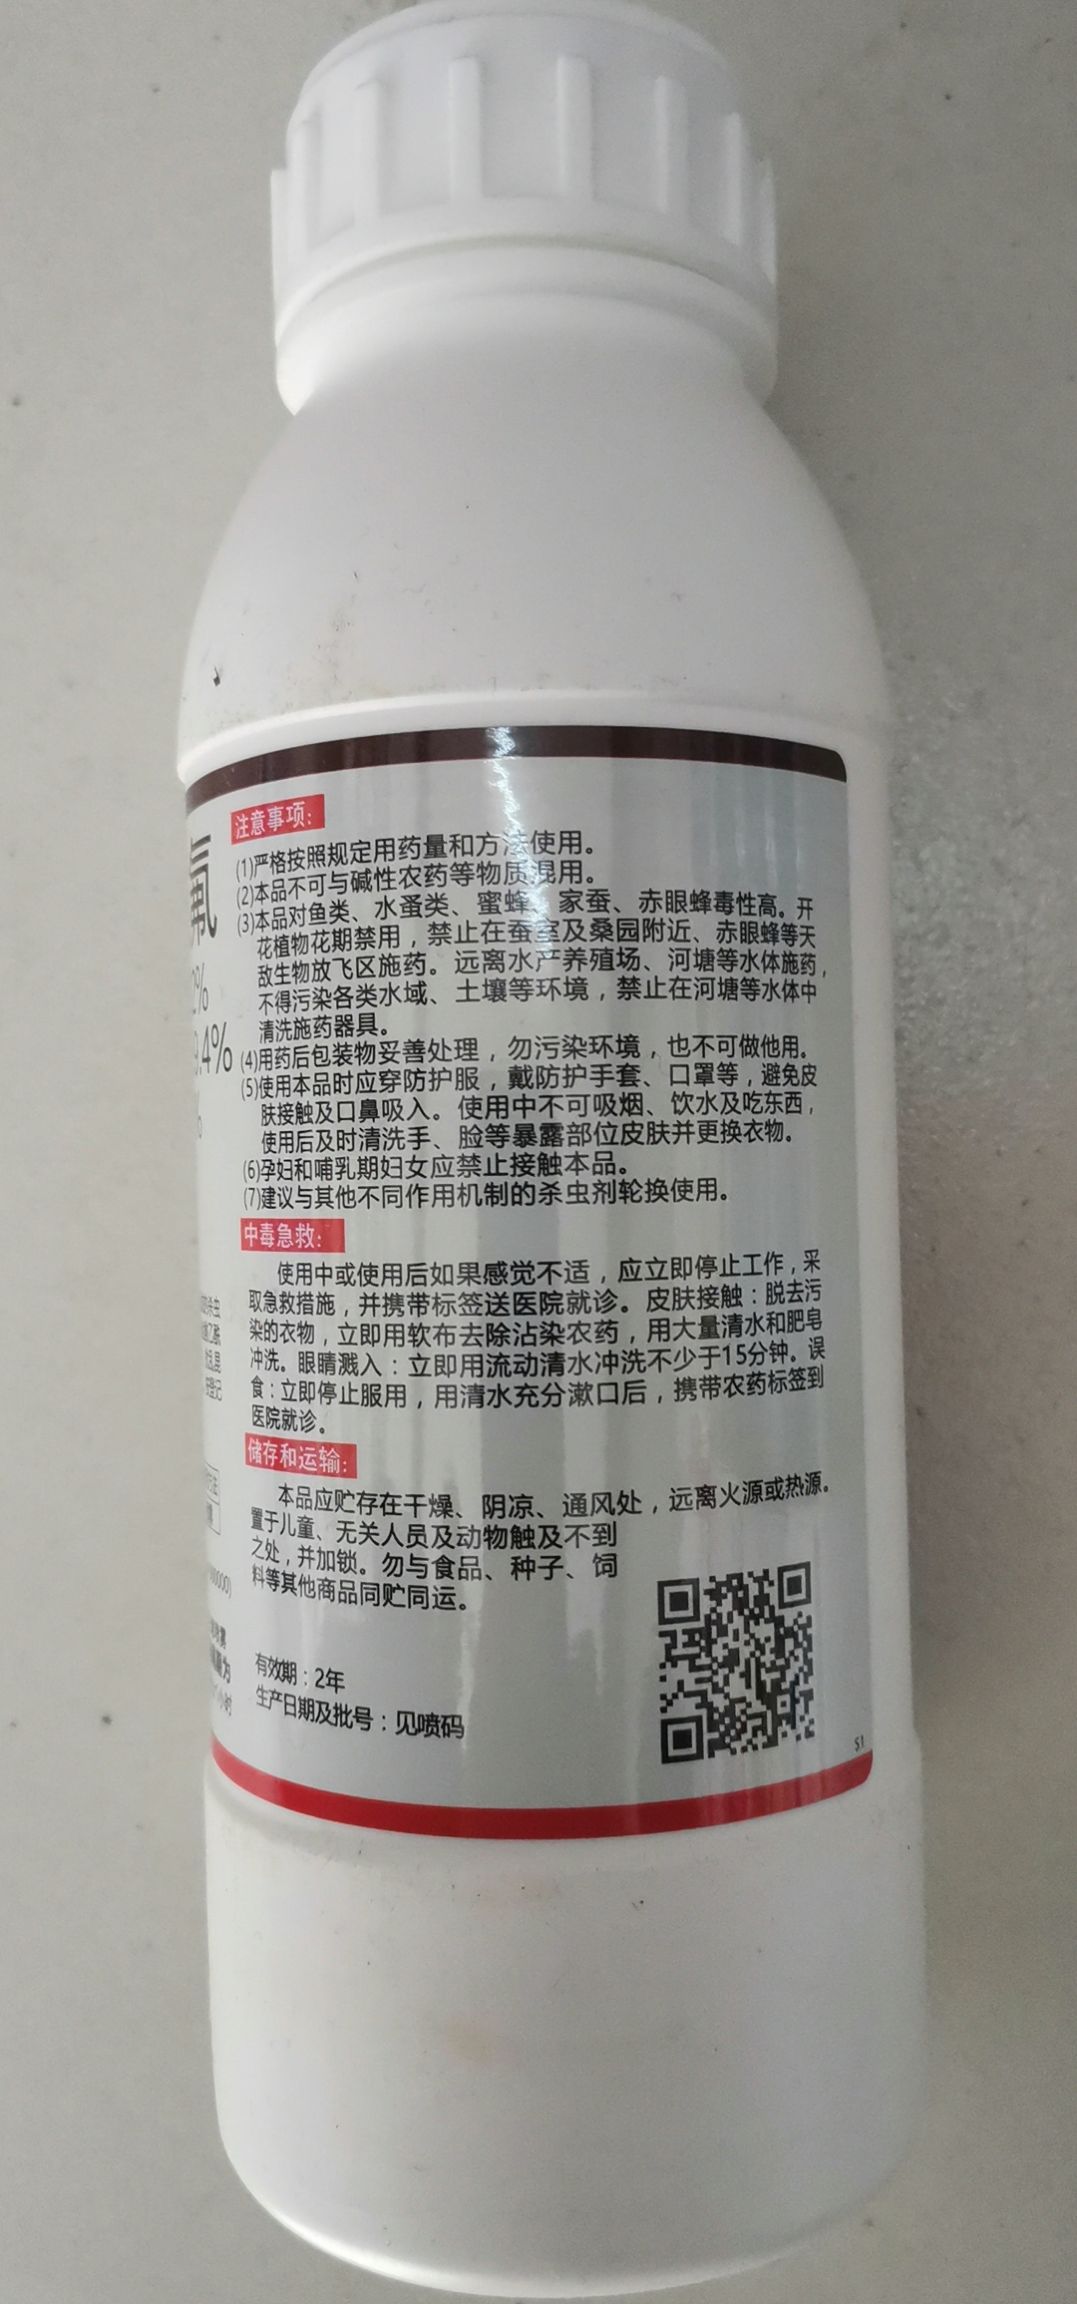 氟
2%
9.4%
注意事项:
(1)严格按照规定用药量和方法使用。
(2)本品不可与碱性农药等物质混用。
(3)本品对鱼类、水蚤类、蜜蜂、家蚕、赤眼蜂毒性高。开
花植物花期禁用，禁止在蚕室及桑园附近、赤眼蜂等天
敌生物放飞区施药。远离水产养殖场、河塘等水体施药，
不得污染各类水域、土壤等环境，禁止在河塘等水体中
清洗施药器具。
(4)用药后包装物妥善处理，勿污染环境，也不可做他用。
(5)使用本品时应穿防护服，戴防护手套、口罩等，避免皮
肤接触及口鼻吸入。使用中不可吸烟、饮水及吃东西，
使用后及时清洗手、脸等暴露部位皮肤并更换衣物。
(6)孕妇和哺乳期妇女应禁止接触本品。
(7)建议与其他不同作用机制的杀虫剂轮换使用。
中毒急救:
使用中或使用后如果感觉不适，应立即停止工作，采
取急救措施，并携带标签送医院就诊。皮肤接触：脱去污
染的衣物，立即用软布去除沾染农药，用大量清水和肥皂
冲洗。眼睛溅入：立即用流动清水冲洗不少于15分钟。误
食：立即停止服用，用清水充分漱口后，携带农药标签到
医院就诊。
储存和运输:
本品应贮存在干燥、阴凉、通风处，远离火源或热源。
置于儿童、无关人员及动物触及不到
之处，并加锁。勿与食品、种子、饲
料等其他商品同贮同运。
有效期：2年
生产日期及批号：见喷码
S1